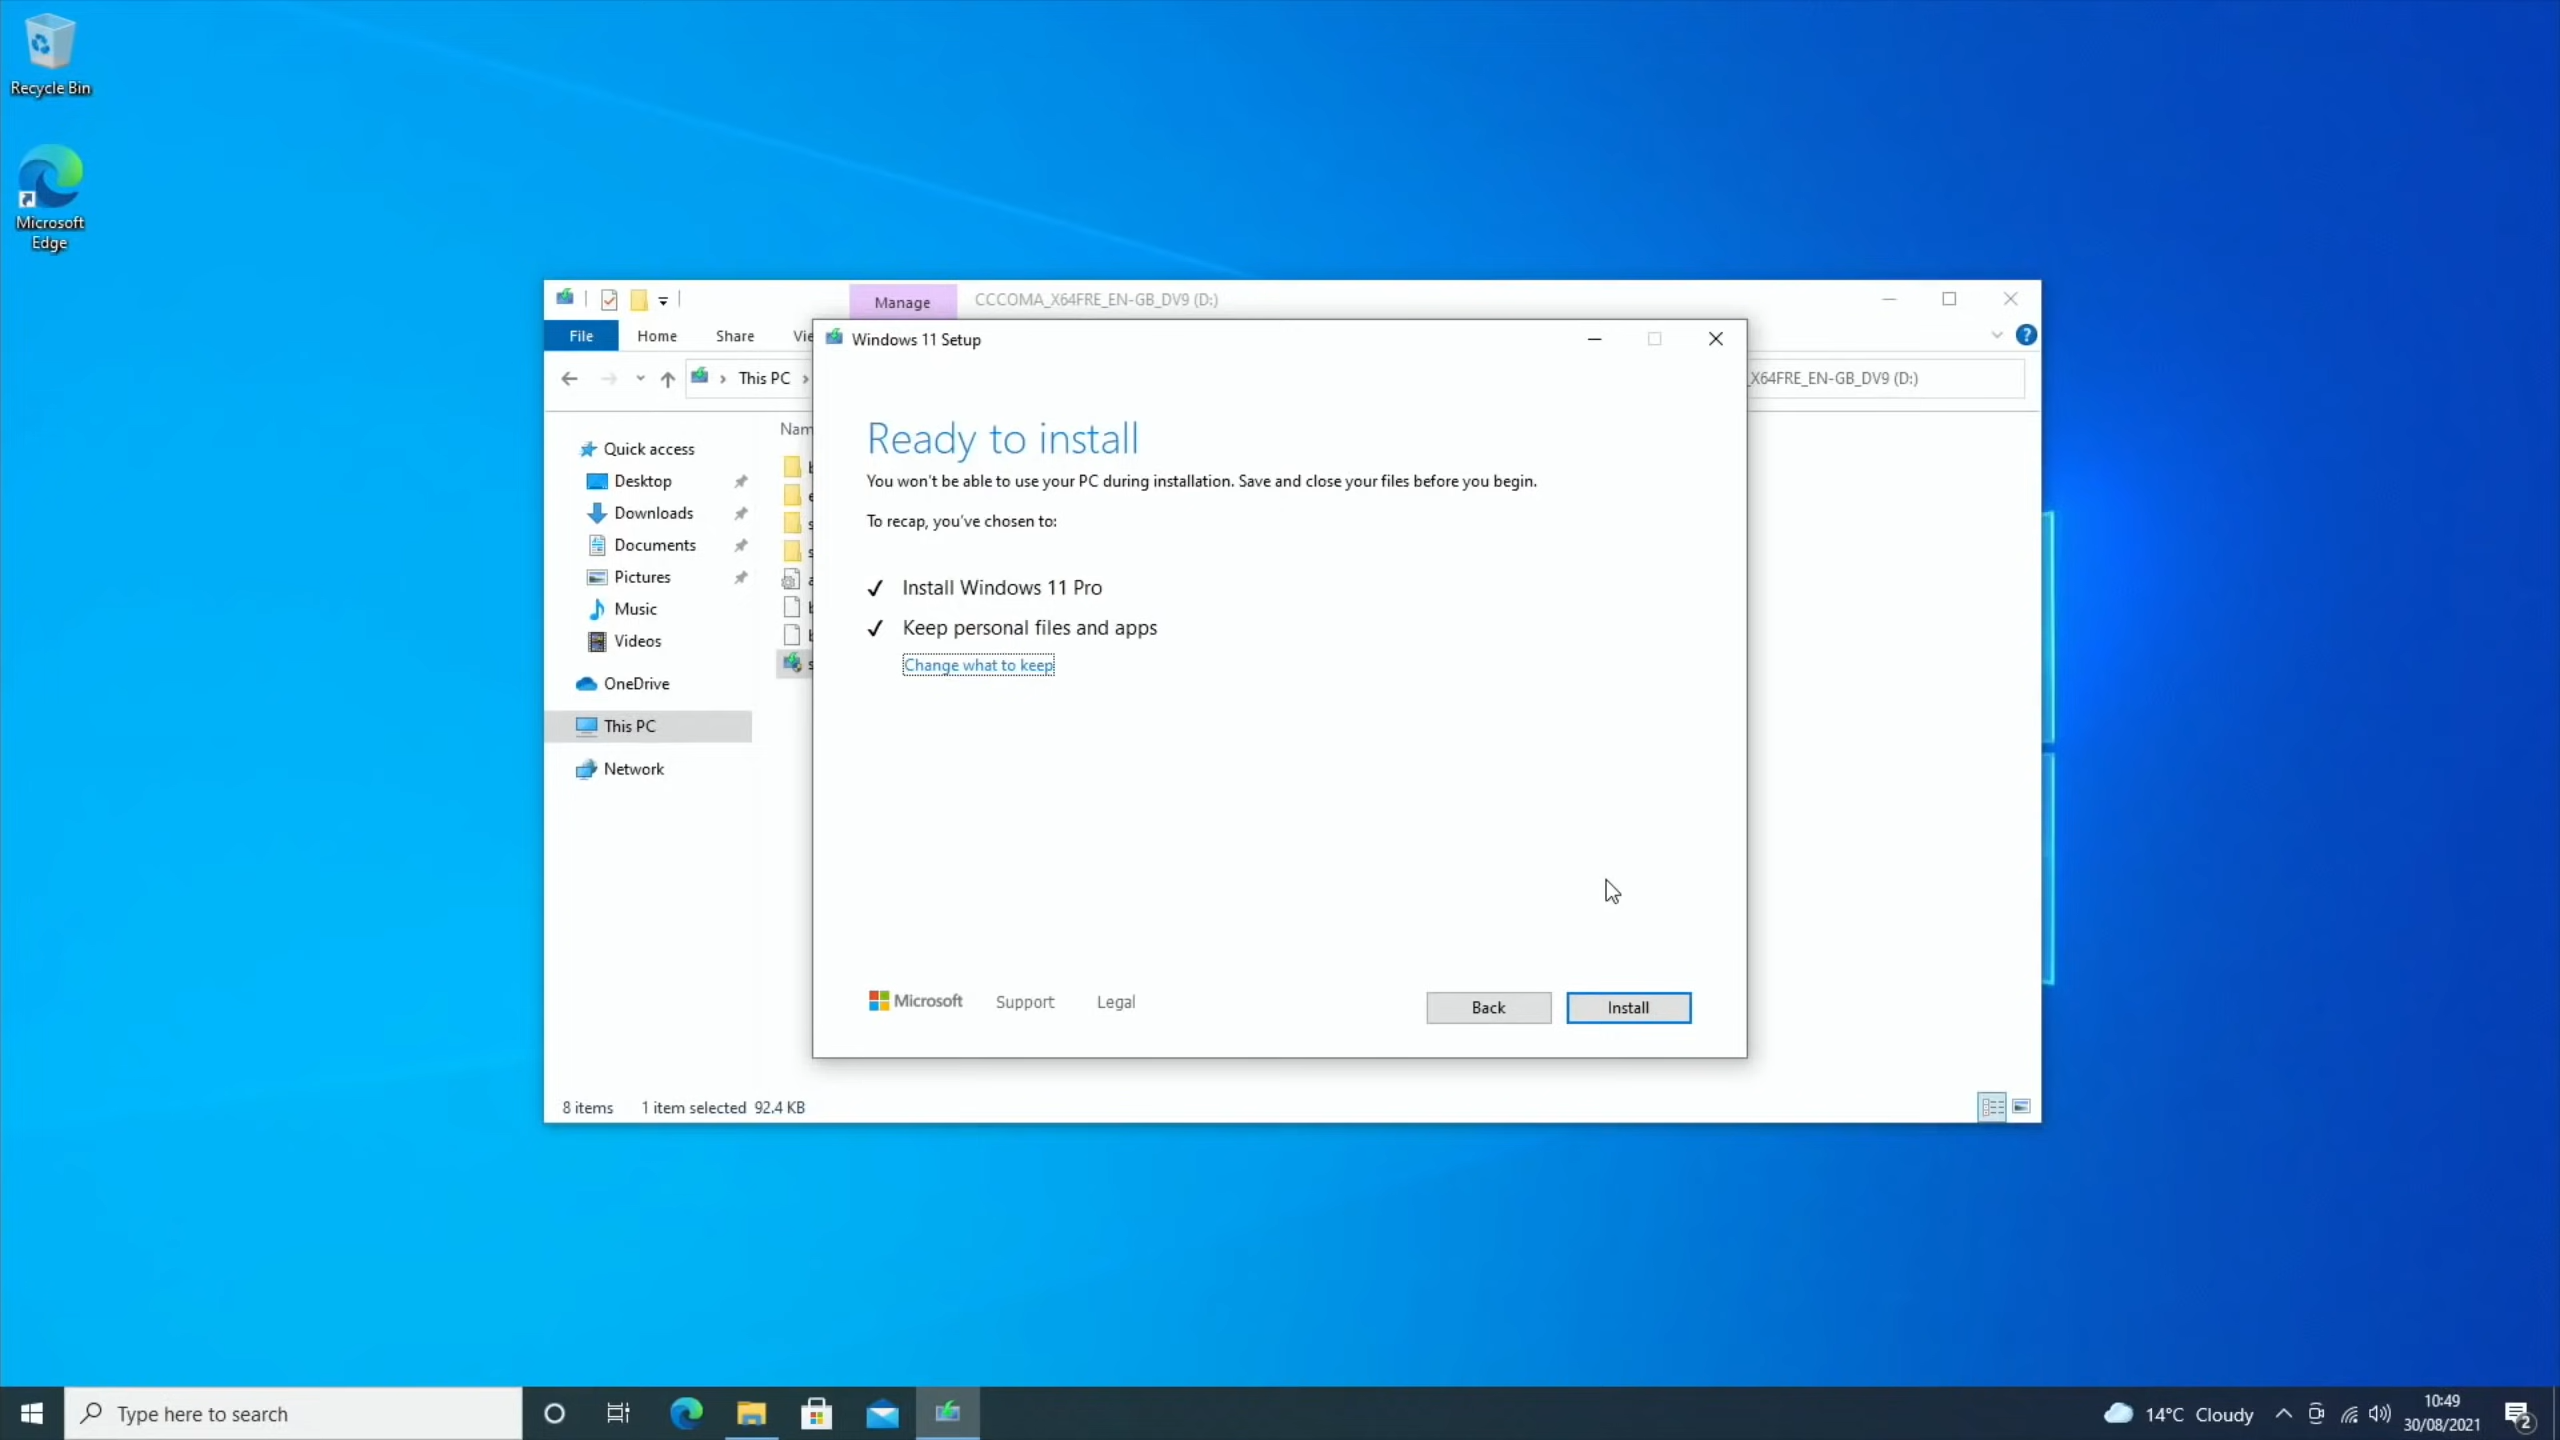 Recycle Bin
Microsoft
Edge
Manage
CCCOMA_X64FRE_EN-GB_DV9 (D:)
File
Home
Share
Windows 11 Setup
This PC
X64FRE_EN-GB_DV9 (D:)
Quick access
Desktop
Downloads
Documents
Pictures
Music
Videos
OneDrive
This PC
Network
Ready to install
You won't be able to use your PC during installation. Save and close your files before you begin.
To recap, you've chosen to:
Install Windows 11 Pro
Keep personal files and apps
Change what to keep
Microsoft
Support
Legal
Back
Install
8 items
1 item selected 92.4 KB
Type here to search
14°C Cloudy
10:49
30/08/2021
2